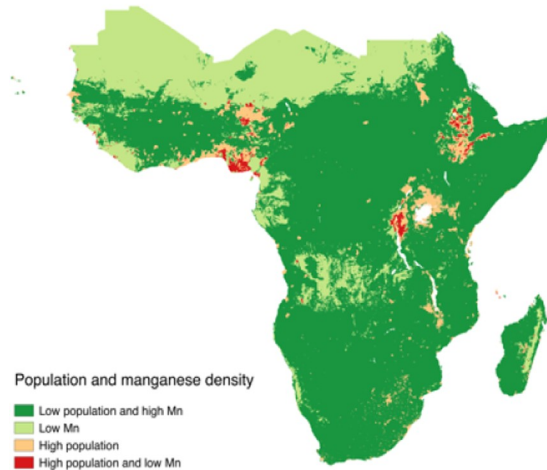 Population and manganese density
Low population and high Mn
Low Mn
High population
High population and low Mn